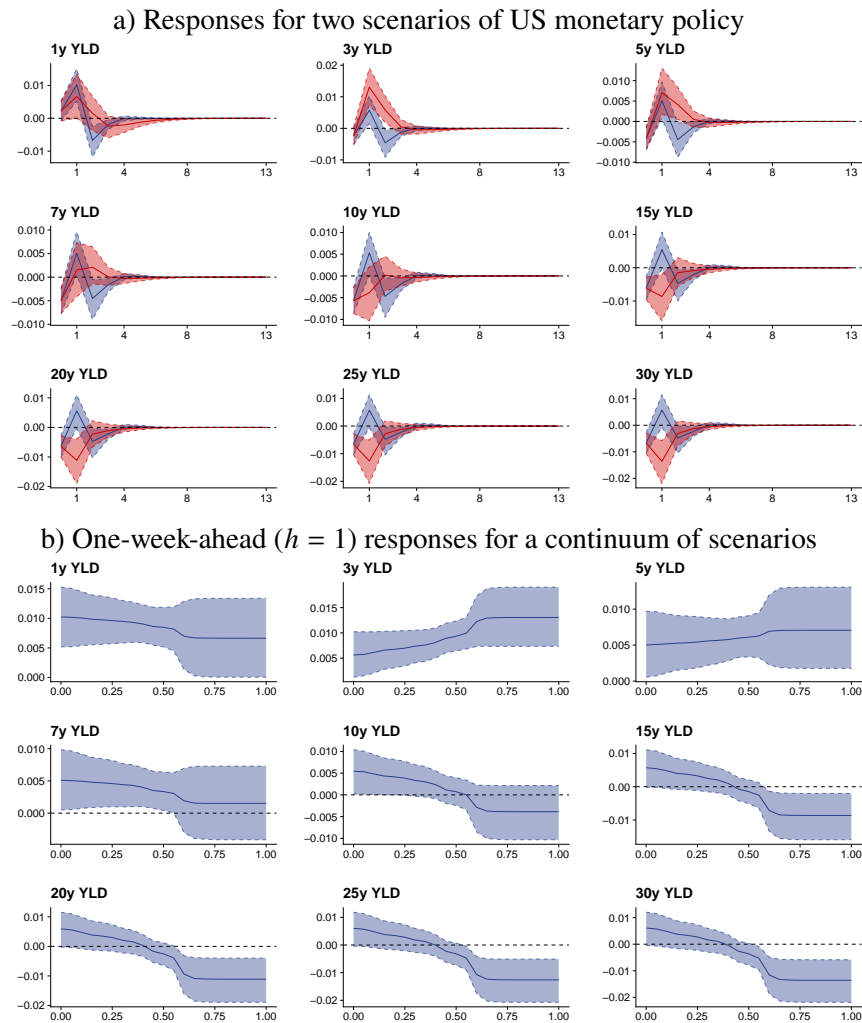 a) Responses for two scenarios of US monetary policy
1y YLD 3y YLD 5y YLD
0.01
0.00
−0.01
1 4 8 13
0.02
0.01
0.00
−0.01
1 4 8 13
0.010
0.005
0.000
−0.005
−0.010
1 4 8 13
7y YLD 10y YLD 15y YLD
0.010
0.005
0.000
−0.005
−0.010
1 4 8 13
0.010
0.005
0.000
−0.005
−0.010
1 4 8 13
0.01
0.00
−0.01
1 4 8 13
20y YLD 25y YLD 30y YLD
0.01
0.00
−0.01
−0.02
1 4 8 13
0.01
0.00
−0.01
−0.02
1 4 8 13
0.01
0.00
−0.01
−0.02
1 4 8 13
b) One-week-ahead (h = 1) responses for a continuum of scenarios
1y YLD 3y YLD 5y YLD
0.015
0.010
0.005
0.000
0.00 0.25 0.50 0.75 1.00
0.015
0.010
0.005
0.00 0.25 0.50 0.75 1.00
0.010
0.005
0.000
0.00 0.25 0.50 0.75 1.00
7y YLD 10y YLD 15y YLD
0.010
0.005
0.000
0.00 0.25 0.50 0.75 1.00
0.010
0.005
0.000
−0.005
−0.010
0.00 0.25 0.50 0.75 1.00
0.01
0.00
−0.01
0.00 0.25 0.50 0.75 1.00
20y YLD 25y YLD 30y YLD
0.01
0.00
−0.01
−0.02
0.00 0.25 0.50 0.75 1.00
0.01
0.00
−0.01
−0.02
0.00 0.25 0.50 0.75 1.00
0.01
0.00
−0.01
−0.02
0.00 0.25 0.50 0.75 1.00